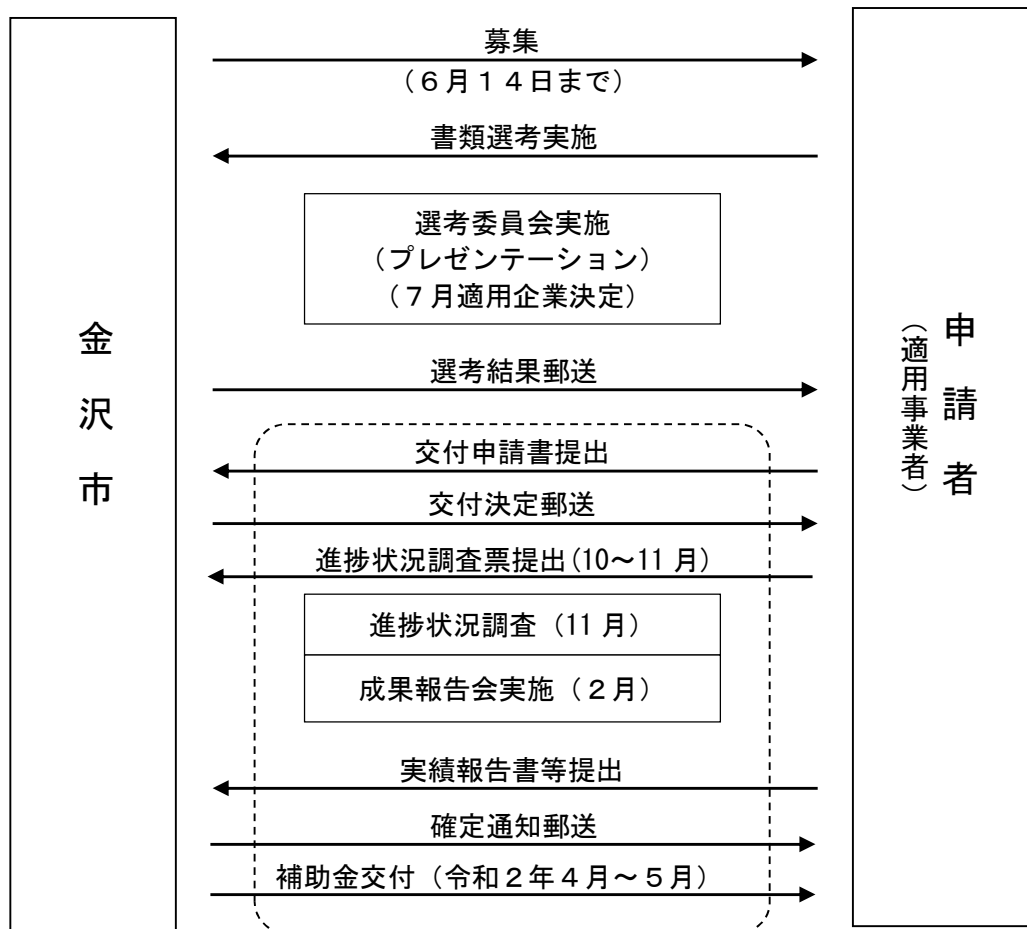 募集
（６月１４日まで）
書類選考実施
選考委員会実施
（プレゼンテーション）
（７月適用企業決定）
選考結果郵送
交付申請書提出
交付決定郵送
進捗状況調査票提出(10～11 月)
進捗状況調査（11 月）
成果報告会実施（２月）
実績報告書等提出
確定通知郵送
補助金交付（令和２年４月～５月）
金沢市
申請者
（適用事業者）